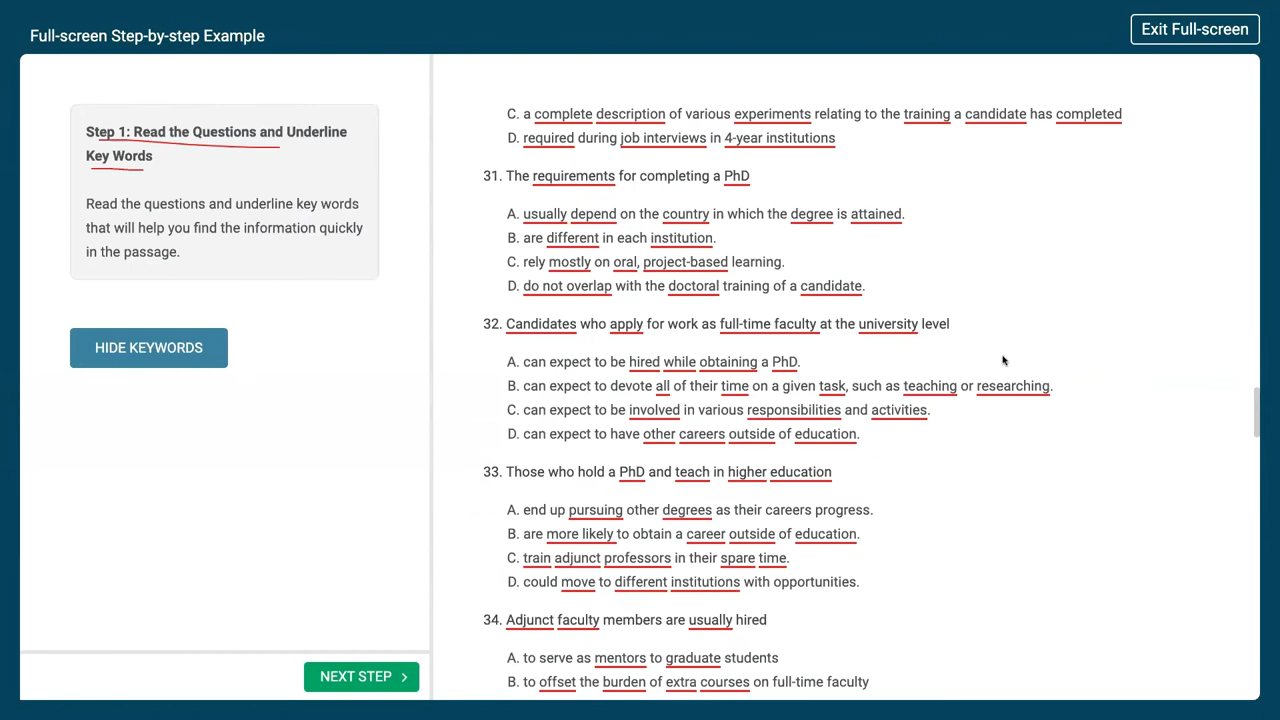 Full-screen Step-by-step Example
Exit Full-screen
Step 1: Read the Questions and Underline
Key Words
Read the questions and underline key words
that will help you find the information quickly
in the passage.
HIDE KEYWORDS
NEXT STEP
C. a complete description of various experiments relating to the training a candidate has completed
D. required during job interviews in 4-year institutions
31. The requirements for completing a PhD
A. usually depend on the country in which the degree is attained.
B. are different in each institution.
C. rely mostly on oral, project-based learning.
D. do not overlap with the doctoral training of a candidate.
32. Candidates who apply for work as full-time faculty at the university level
A. can expect to be hired while obtaining a PhD.
B. can expect to devote all of their time on a given task, such as teaching or researching.
C. can expect to be involved in various responsibilities and activities.
D. can expect to have other careers outside of education.
33. Those who hold a PhD and teach in higher education
A. end up pursuing other degrees as their careers progress.
B. are more likely to obtain a career outside of education.
C. train adjunct professors in their spare time.
D. could move to different institutions with opportunities.
34. Adjunct faculty members are usually hired
A. to serve as mentors to graduate students
B. to offset the burden of extra courses on full-time faculty